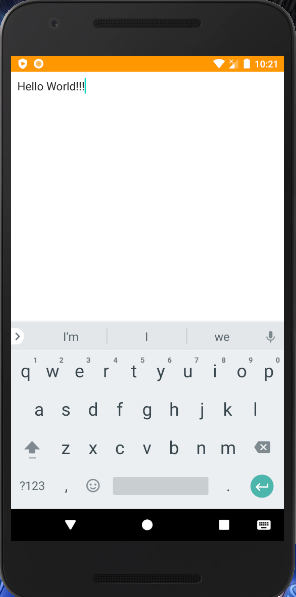 10:21
Hello World!!!
I'm I we
1 2 3 4 5 6 7 8 9 0
q w e r t y u i o p
a s d f g h j k l
z x c v b n m
?123 , .